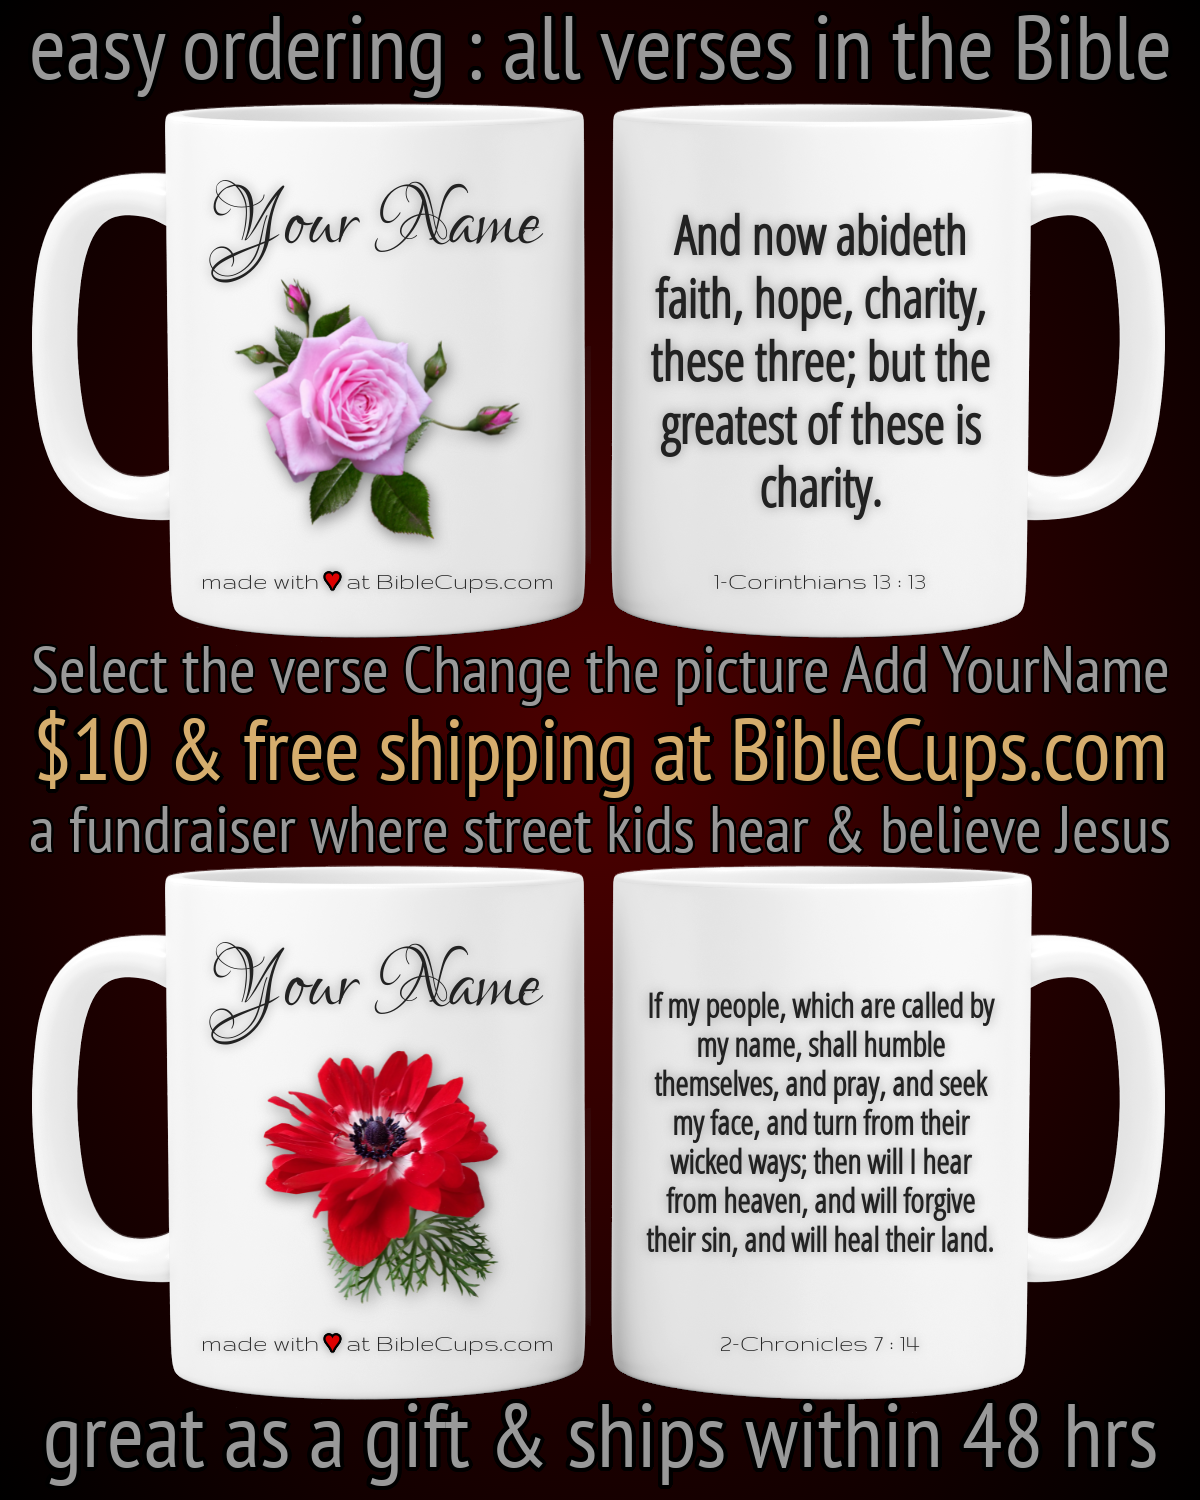 easy ordering : all verses in the Bible
Your Name
made with ♥ at BibleCups.com
And now abideth
faith, hope, charity,
these three; but the
greatest of these is
charity.
1-Corinthians 13 : 13
Select the verse Change the picture Add YourName
$10 & free shipping at BibleCups.com
a fundraiser where street kids hear & believe Jesus
Your Name
made with ♥ at BibleCups.com
If my people, which are called by
my name, shall humble
themselves, and pray, and seek
my face, and turn from their
wicked ways; then will I hear
from heaven, and will forgive
their sin, and will heal their land.
2-Chronicles 7 : 14
great as a gift & ships within 48 hrs